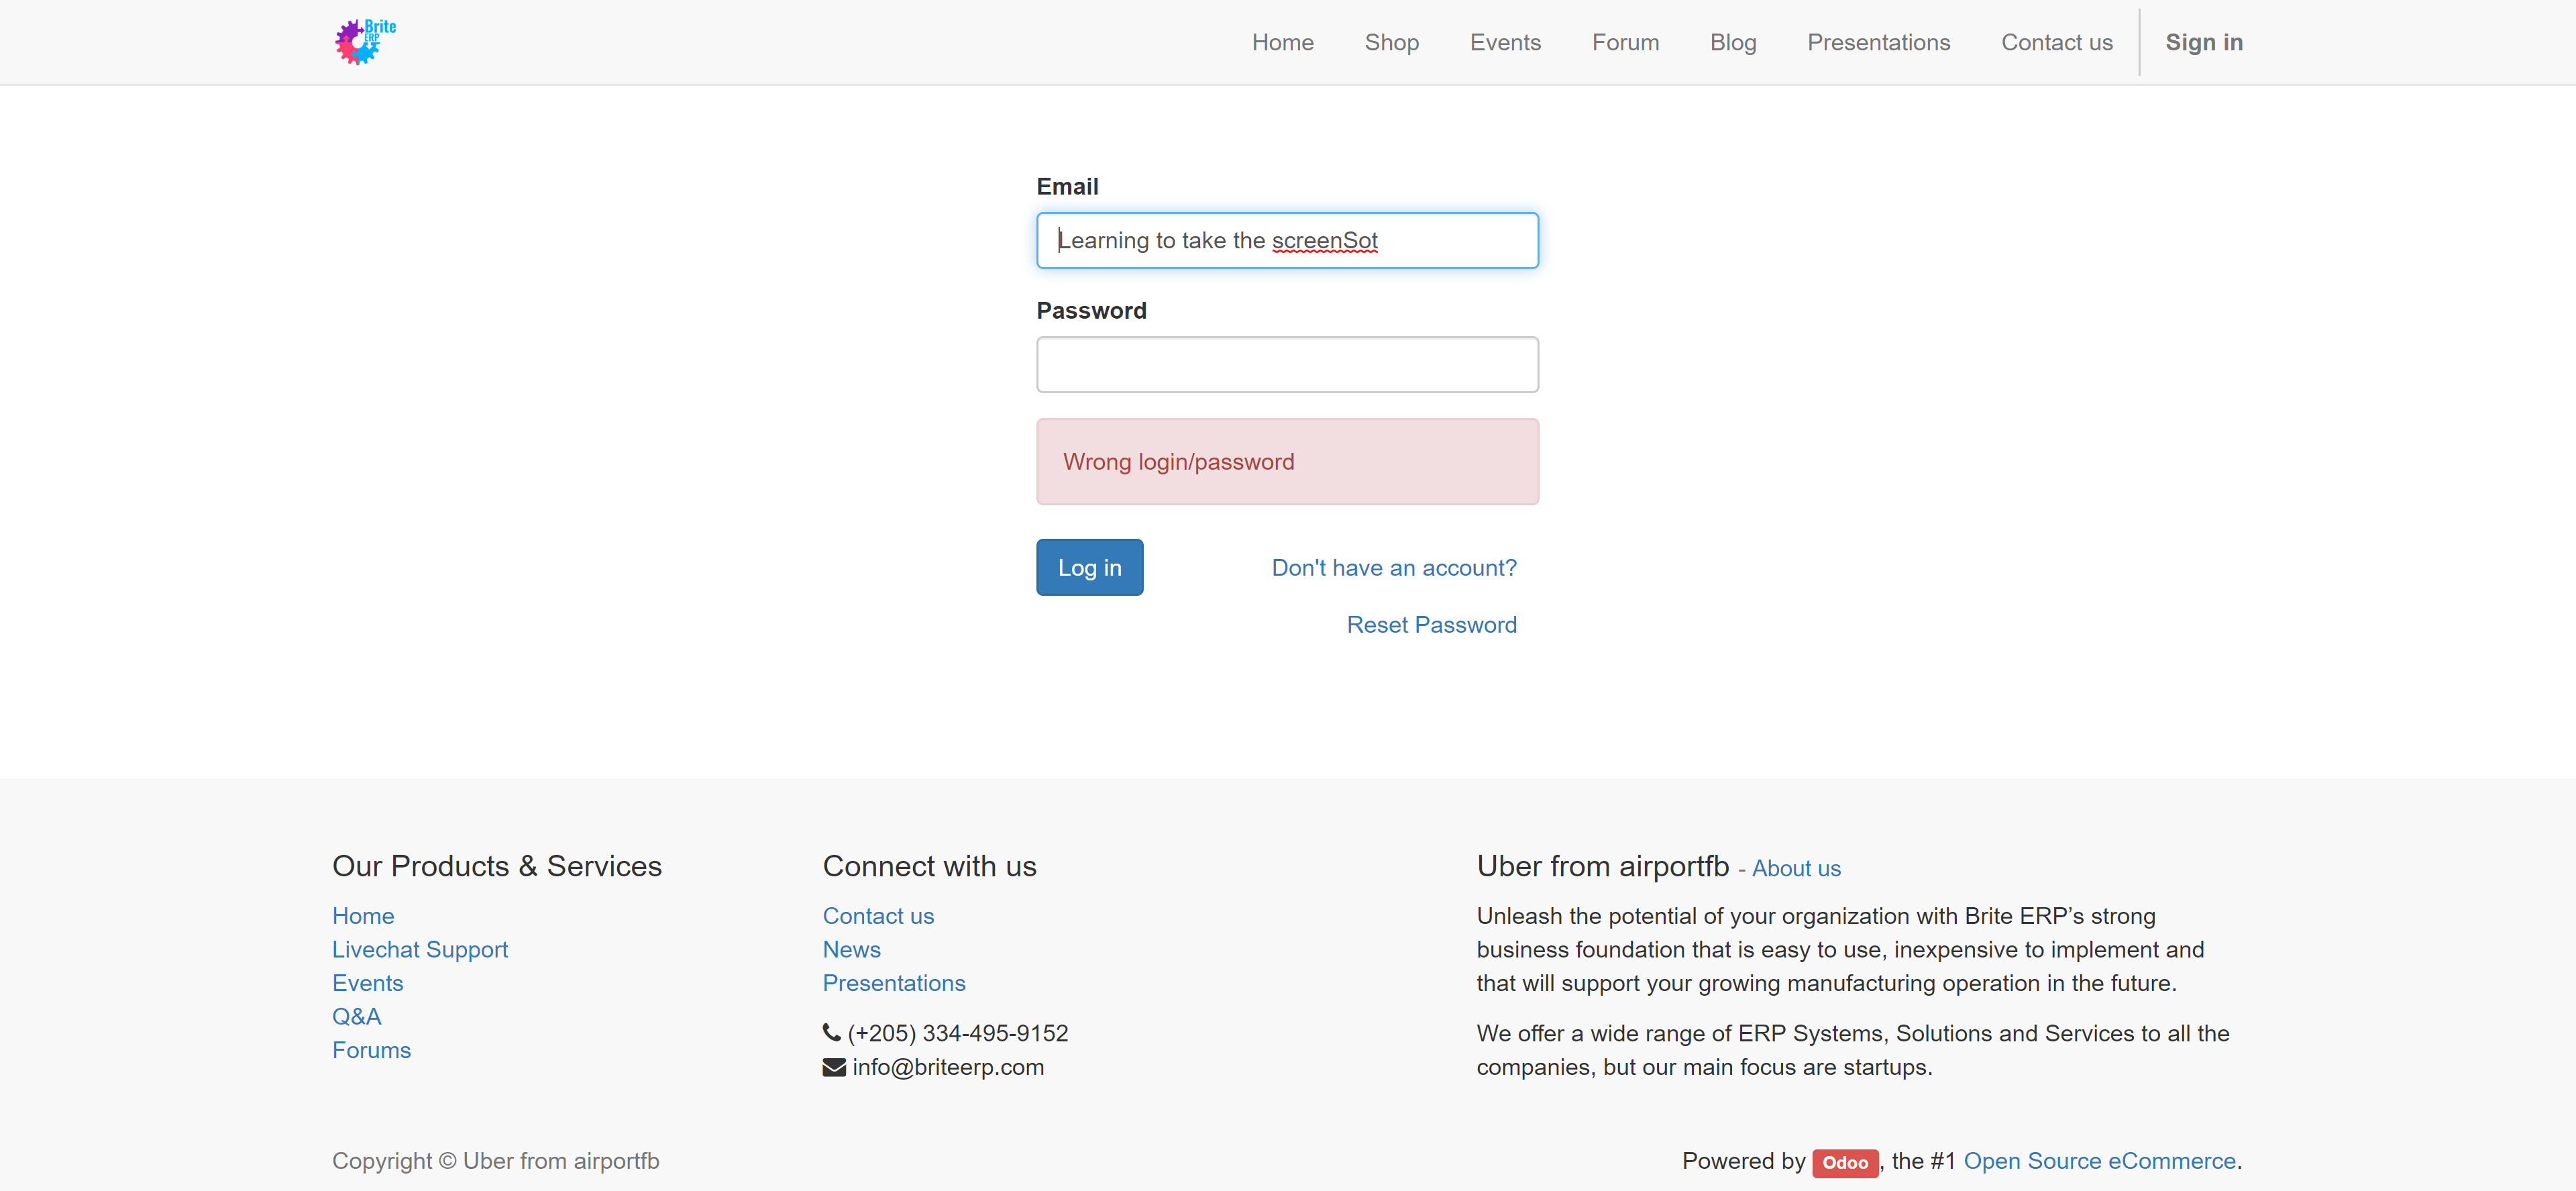 Brite
ERP
Home Shop Events Forum Blog Presentations Contact us Sign in
Email
Learning to take the screenSot
Password
Wrong login/password
Log in Don't have an account?
Reset Password
Our Products & Services
Home
Livechat Support
Events
Q&A
Forums
Connect with us
Contact us
News
Presentations
(+205) 334-495-9152
info@briteerp.com
Uber from airportfb - About us
Unleash the potential of your organization with Brite ERP’s strong
business foundation that is easy to use, inexpensive to implement and
that will support your growing manufacturing operation in the future.
We offer a wide range of ERP Systems, Solutions and Services to all the
companies, but our main focus are startups.
Copyright © Uber from airportfb
Powered by Odoo, the #1 Open Source eCommerce.